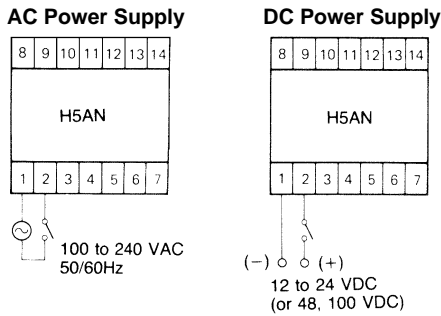 AC Power Supply
8 9 10 11 12 13 14
H5AN
1 2 3 4 5 6 7
100 to 240 VAC
50/60Hz
DC Power Supply
8 9 10 11 12 13 14
H5AN
1 2 3 4 5 6 7
(−) (+)
12 to 24 VDC
(or 48, 100 VDC)